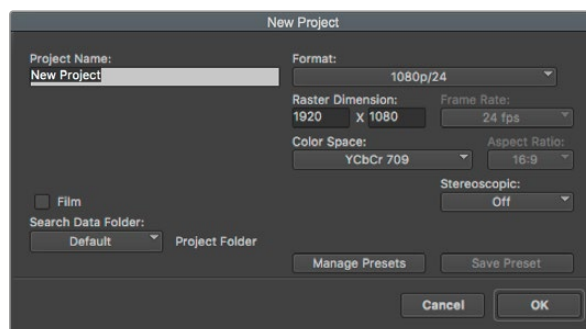 New Project
Project Name:
New Project
Format:
1080p/24
Raster Dimension:
Frame Rate:
1920 X 1080
24 fps
Color Space:
Aspect Ratio:
YCbCr 709
16:9
Stereoscopic:
Off
Film
Search Data Folder:
Default
Project Folder
Manage Presets
Save Preset
Cancel
OK